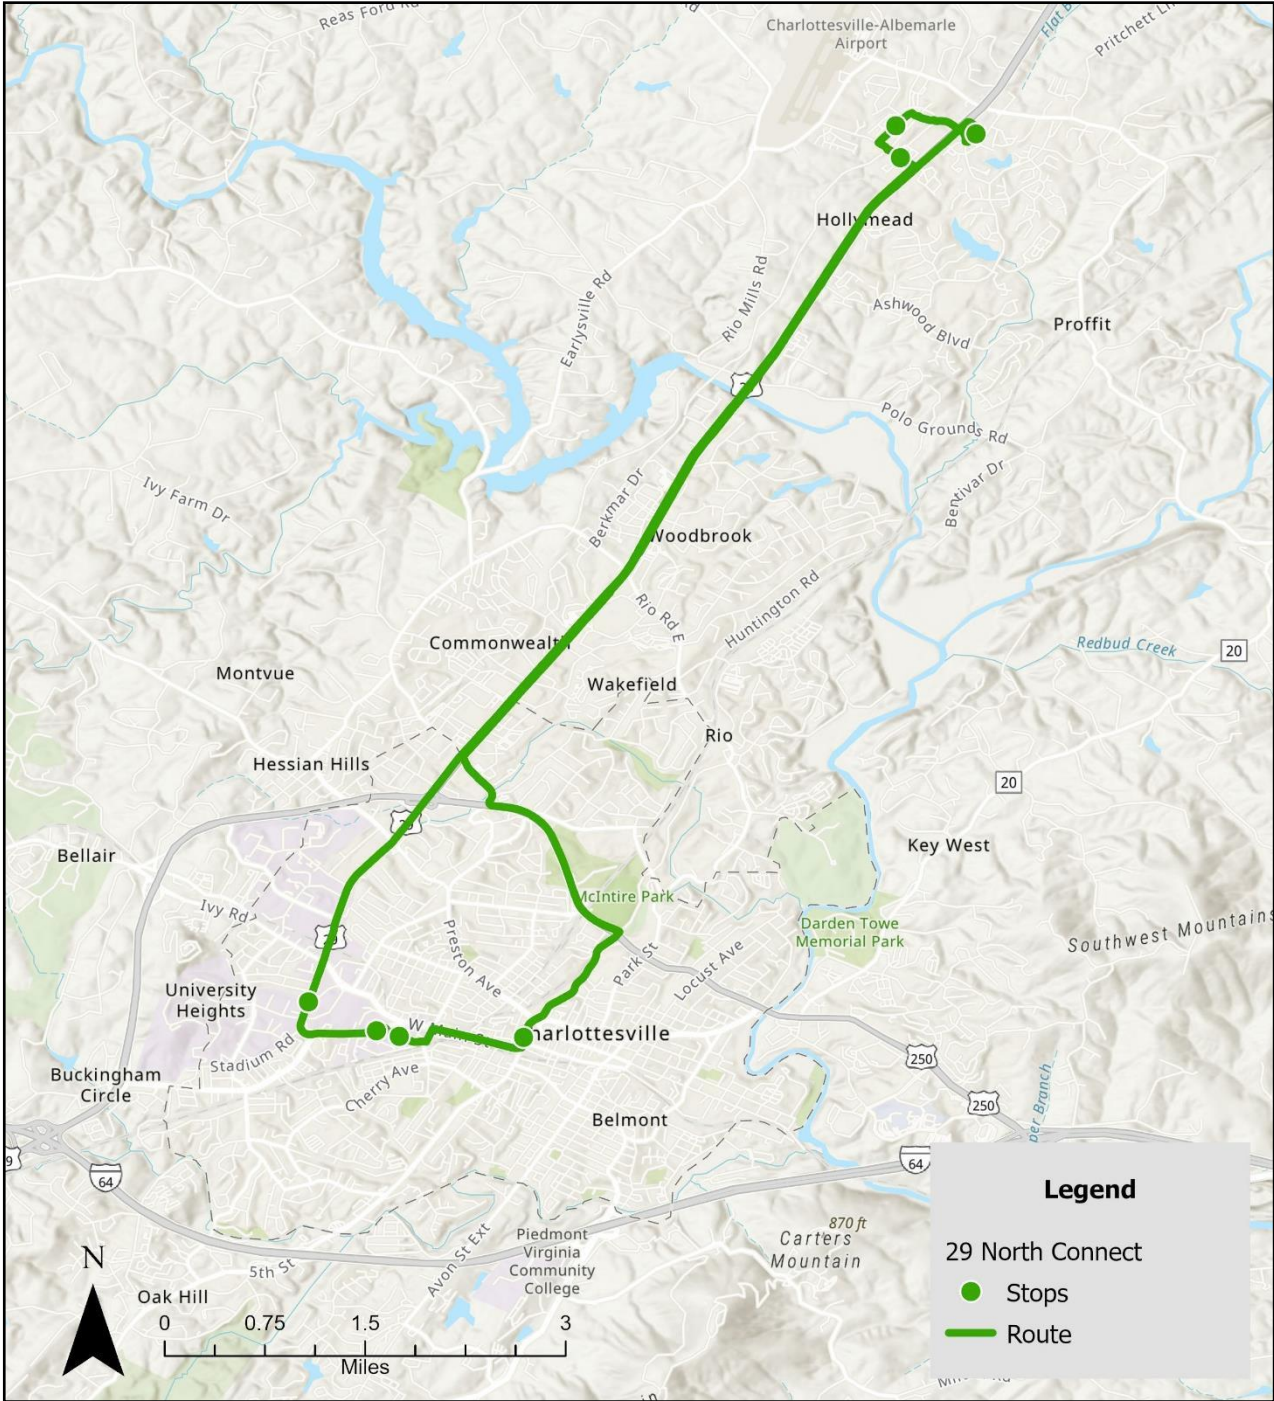 Reas Ford Rd
Charlottesville-Albemarle
Airport
Pritchett Ln
Hollymead
Rio Mills Rd
Earlysville Rd
Ashwood Blvd
Proffit
Polo Grounds Rd
Bentivar Dr
Ivy Farm Dr
Berkmar Dr
Woodbrook
Huntington Rd
Rio Rd E
Commonwealth
Redbud Creek
20
Montvue
Wakefield
Rio
Hessian Hills
20
29
Bellair
Key West
McIntire Park
Ivy Rd
Darden Towe
Memorial Park
Southwest Mountains
29
Preston Ave
Park St
Locust Ave
University
Heights
W Main St
Charlottesville
Stadium Rd
250
Buckingham
Circle
Cherry Ave
250
Belmont
per Branch
9
64
64
Legend
870 ft
Carters
Mountain
29 North Connect
Piedmont
Virginia
Community
College
Avon St Ext
N
5th St
Stops
Oak Hill
Route
0 0.75 1.5 3
Miles